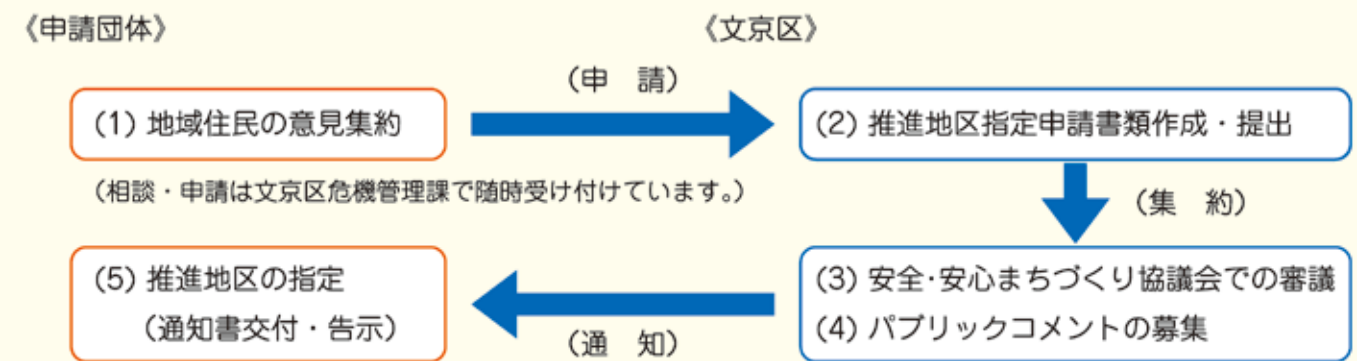 《申請団体》
《文京区》
(申　請)
(1) 地域住民の意見集約
(2) 推進地区指定申請書類作成・提出
(相談・申請は文京区危機管理課で随時受け付けています。)
(集　約)
(5) 推進地区の指定
(通知書交付・告示)
(3) 安全・安心まちづくり協議会での審議
(4) パブリックコメントの募集
(通　知)